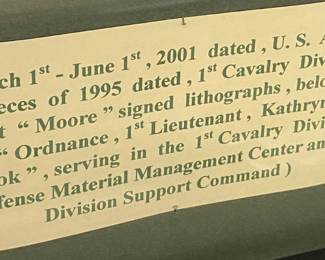 ch 1st - June 1st , 2001 dated , U. S. A
eces of 1995 dated , 1st Cavalry Div
t “ Moore ” signed lithographs , belo
“ Ordnance , 1st Lieutenant , Kathryn
ok ” , serving in the 1st Cavalry Divi
fense Material Management Center an
Division Support Command )